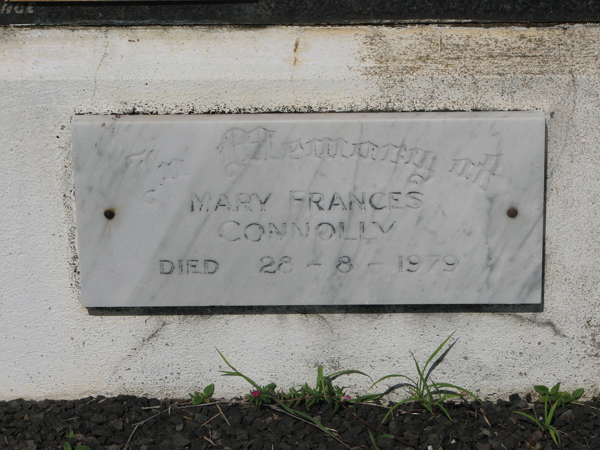 In Memory of
MARY FRANCES
CONNOLLY
DIED 28-8-1979